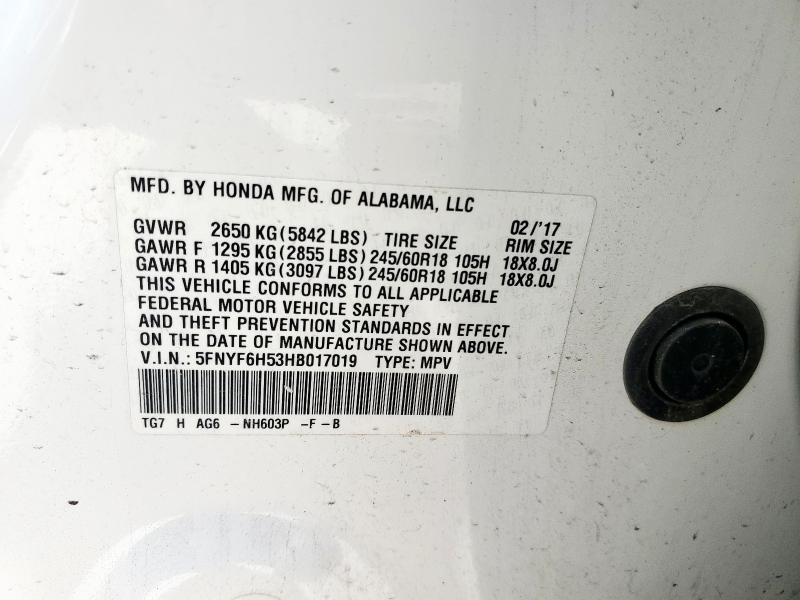 MFD. BY HONDA MFG. OF ALABAMA, LLC
02/'17
GVWR 2650 KG(5842 LBS) TIRE SIZE RIM SIZE
GAWR F 1295 KG(2855 LBS) 245/60R18 105H 18X8.0J
GAWR R 1405 KG(3097 LBS) 245/60R18 105H 18X8.0J
THIS VEHICLE CONFORMS TO ALL APPLICABLE
FEDERAL MOTOR VEHICLE SAFETY
AND THEFT PREVENTION STANDARDS IN EFFECT
ON THE DATE OF MANUFACTURE SHOWN ABOVE.
V.I.N.: 5FNYF6H53HB017019 TYPE: MPV
TG7 H AG6 -NH603P -F-B